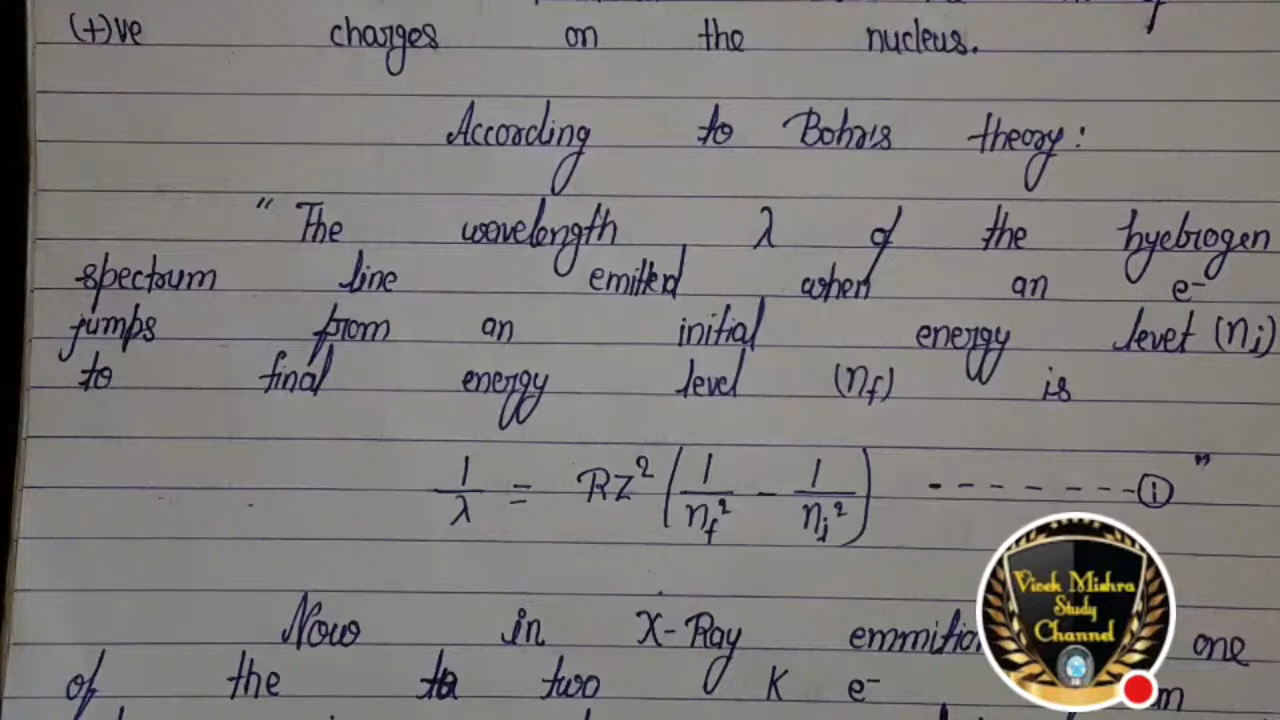 (+)ve charges on the nucleus.
According to Bohr's theory:
"The wavelength λ of the hyebrogen
spectrum line emitted when an e⁻
jumps from an initial energy level (nᵢ)
to final energy level (n_f) is
1/λ = RZ² (1/n_f² - 1/nᵢ²) - - - - - - - ① "
Now in X-Ray emmition one
of the to two K e⁻
Vivek Mishra
Study
Channel